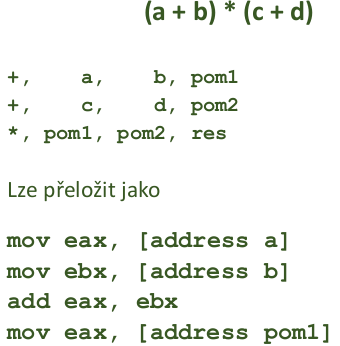 (a + b) * (c + d)
+, a, b, pom1
+, c, d, pom2
*, pom1, pom2, res
Lze přeložit jako
mov eax, [address a]
mov ebx, [address b]
add eax, ebx
mov eax, [address pom1]